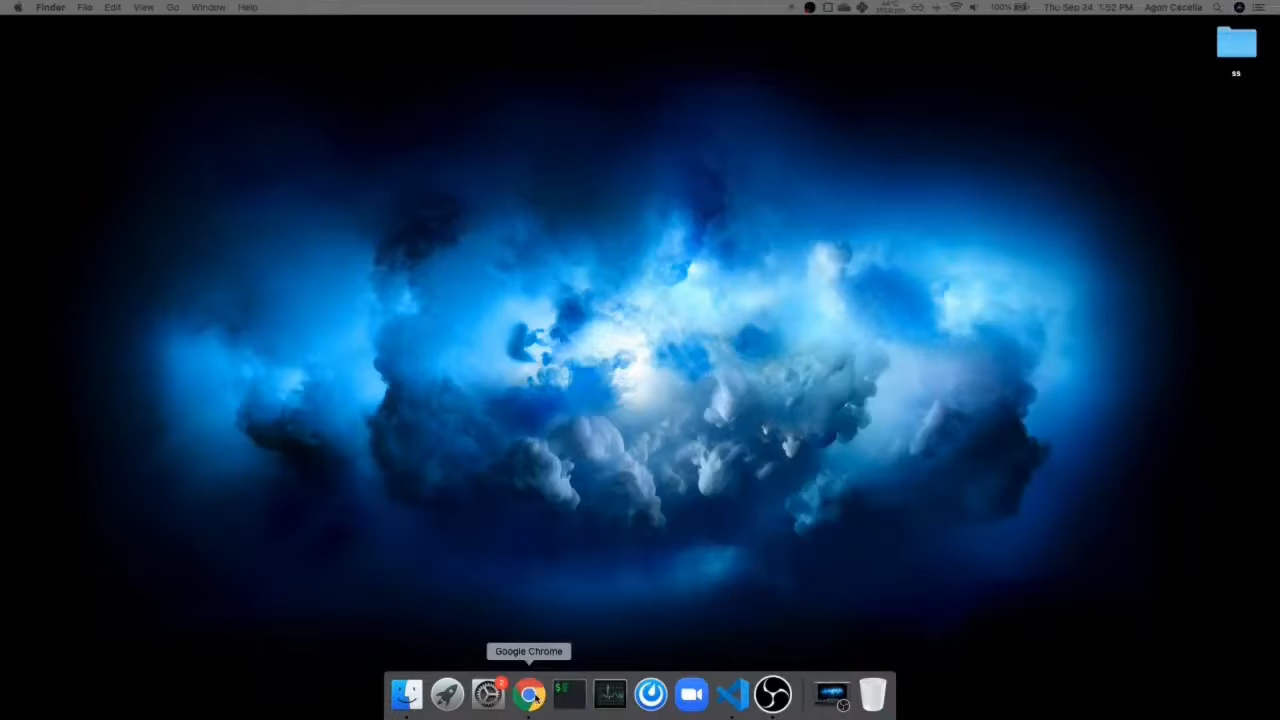 Finder File Edit View Go Window Help 100% Thu Sep 24 1:52 PM Agon Cecelia
ss
Google Chrome
2
$